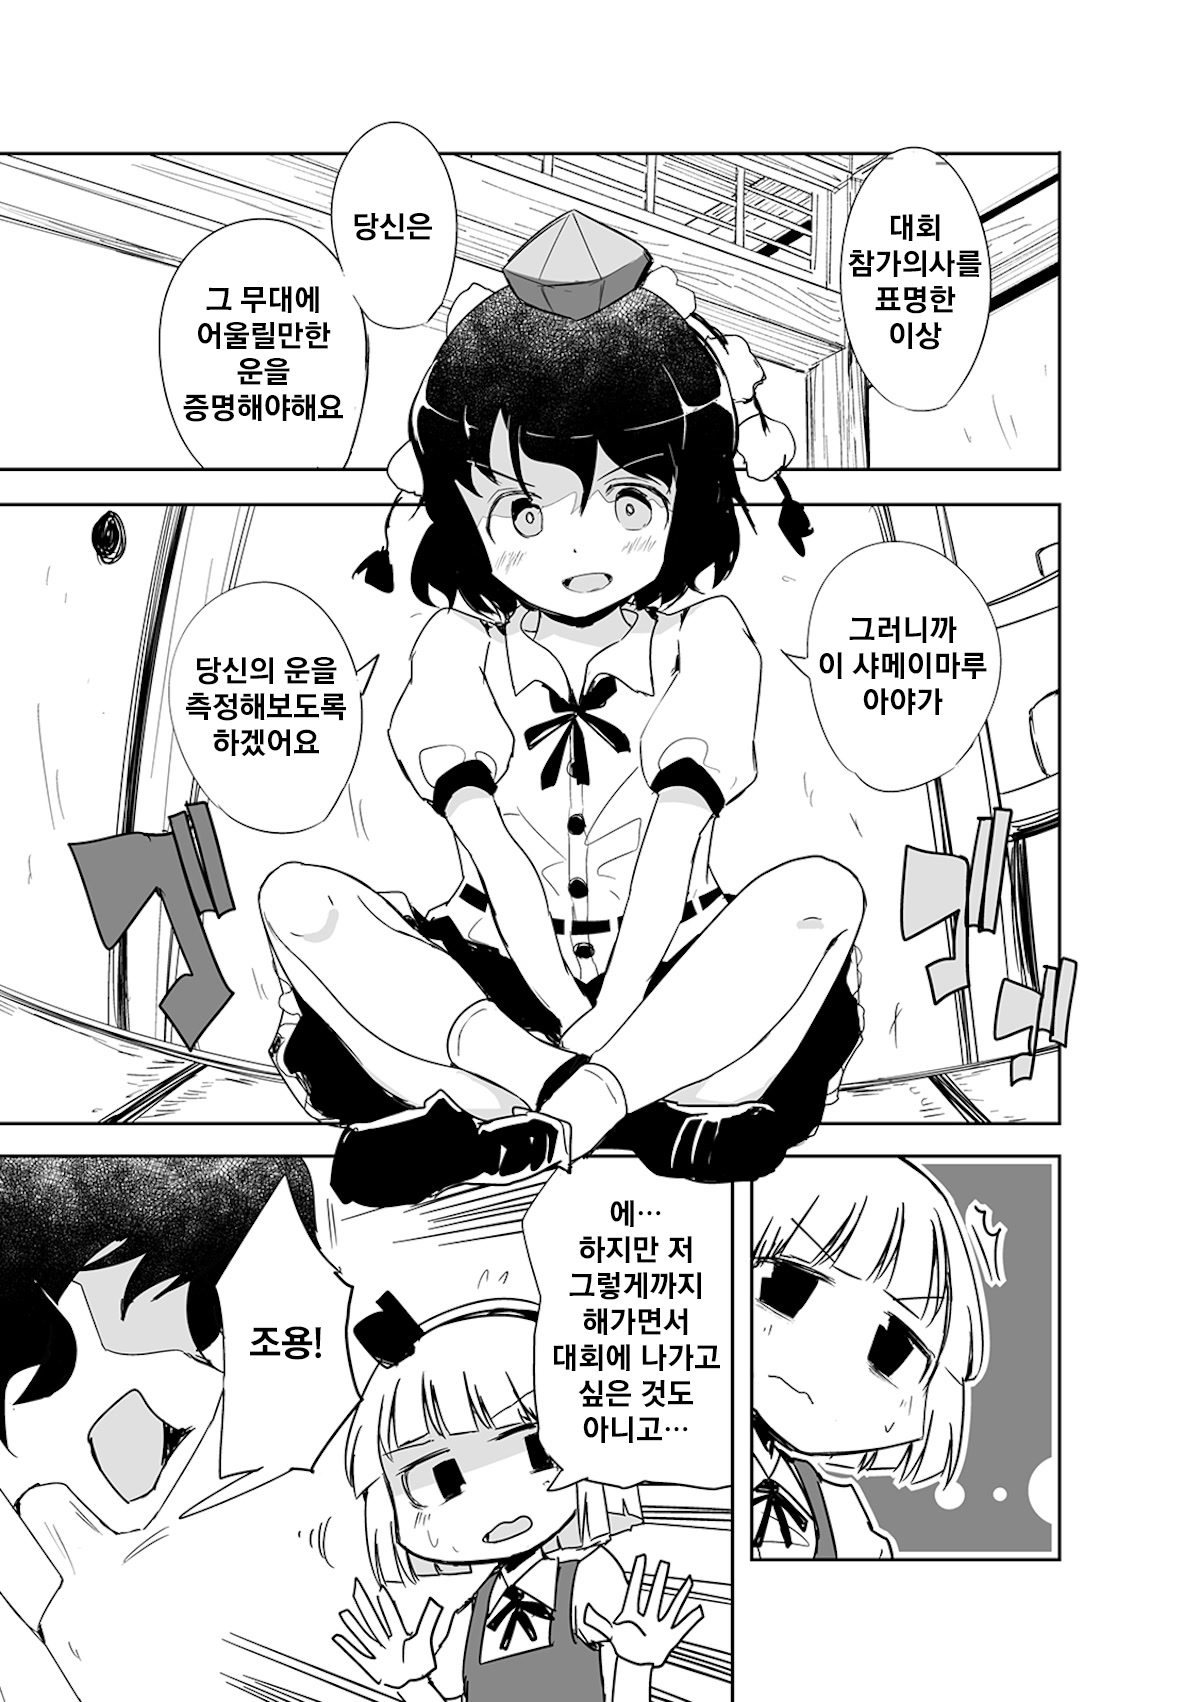 대회
참가의사를
표명한
이상
당신은
그 무대에
어울릴만한
운을
증명해야해요
그러니까
이 샤메이마루
아야가
당신의 운을
측정해보도록
하겠어요
에…
하지만 저
그렇게까지
해가면서
대회에 나가고
싶은 것도
아니고…
조용!